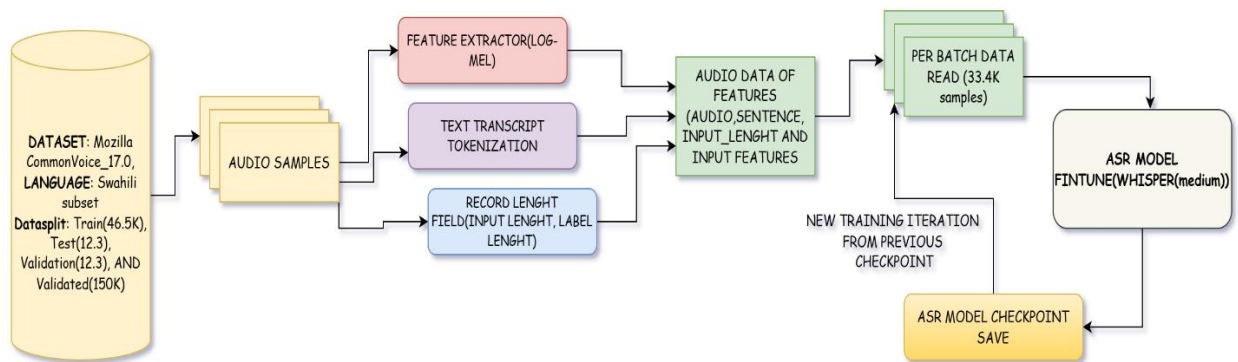 DATASET: Mozilla
CommonVoice_17.0,
LANGUAGE: Swahili
subset
Datasplit: Train(46.5K),
Test(12.3),
Validation(12.3), AND
Validated(150K)
AUDIO SAMPLES
FEATURE EXTRACTOR(LOG-
MEL)
TEXT TRANSCRIPT
TOKENIZATION
RECORD LENGHT
FIELD(INPUT LENGHT, LABEL
LENGHT)
AUDIO DATA OF
FEATURES
(AUDIO,SENTENCE,
INPUT_LENGHT AND
INPUT FEATURES
PER BATCH DATA
READ (33.4K
samples)
ASR MODEL
FINTUNE(WHISPER(medium))
NEW TRAINING ITERATION
FROM PREVIOUS
CHECKPOINT
ASR MODEL CHECKPOINT
SAVE